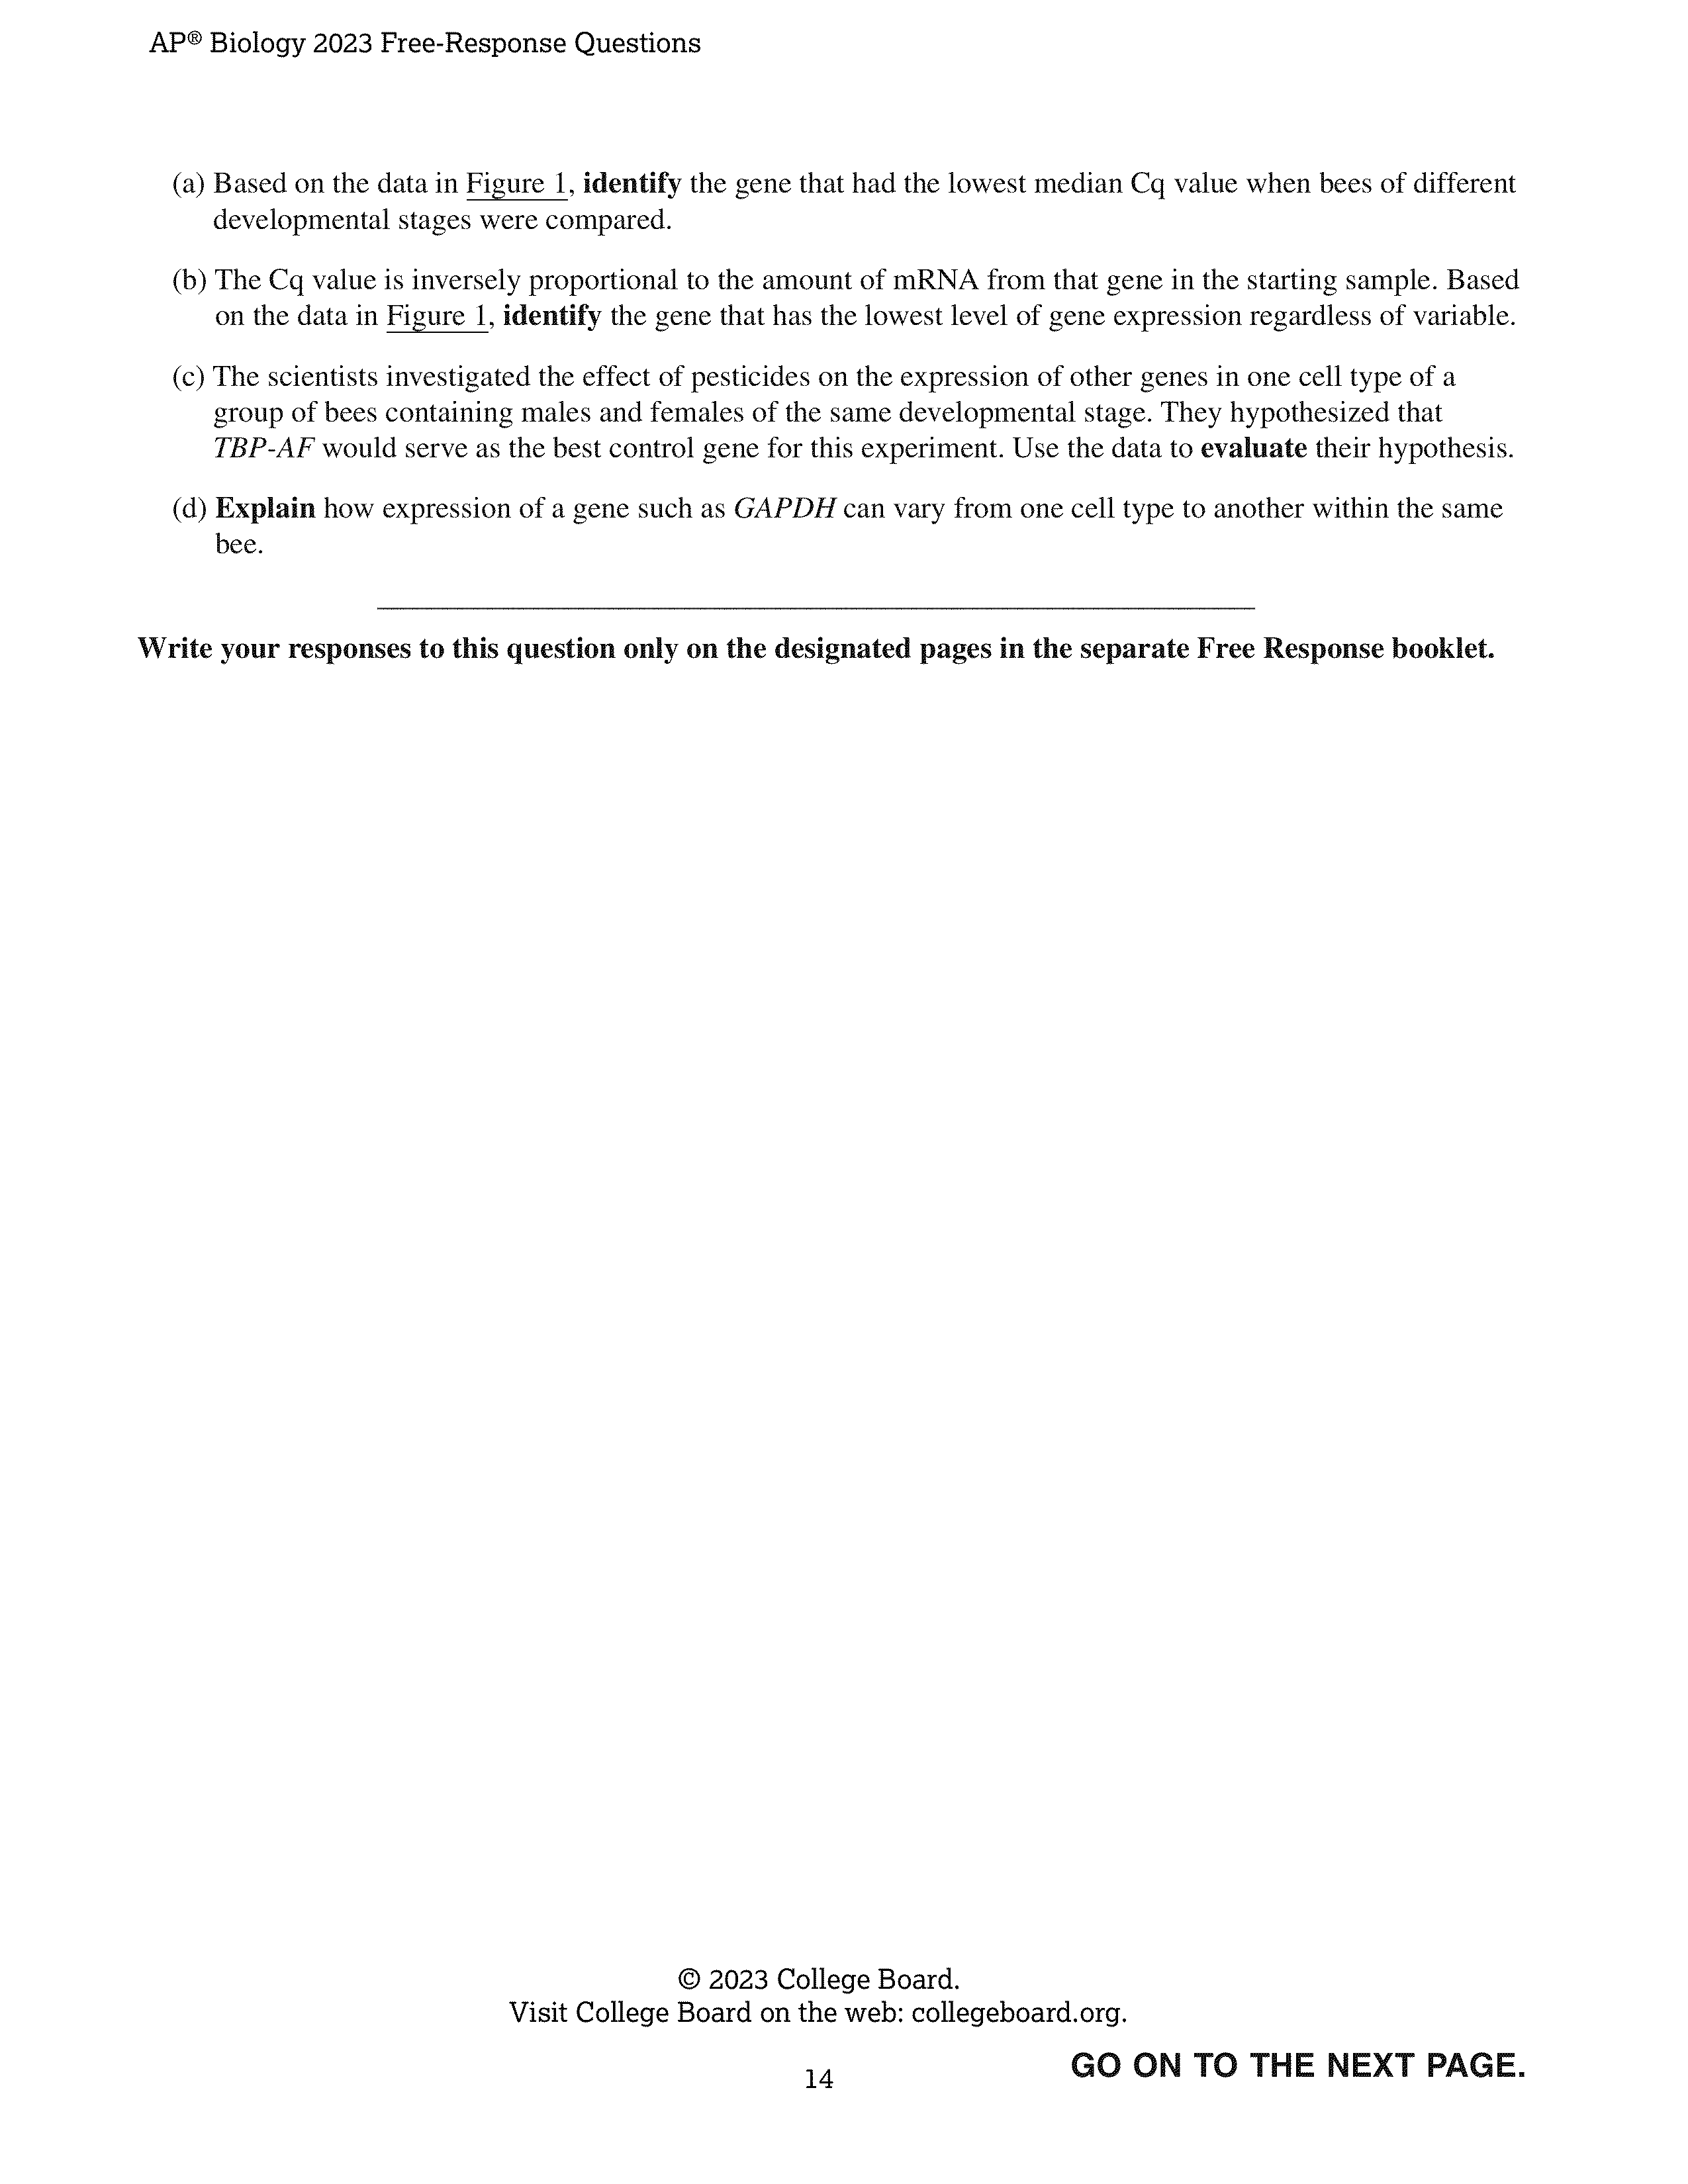 AP® Biology 2023 Free-Response Questions
(a) Based on the data in Figure 1, identify the gene that had the lowest median Cq value when bees of different
developmental stages were compared.
(b) The Cq value is inversely proportional to the amount of mRNA from that gene in the starting sample. Based
on the data in Figure 1, identify the gene that has the lowest level of gene expression regardless of variable.
(c) The scientists investigated the effect of pesticides on the expression of other genes in one cell type of a
group of bees containing males and females of the same developmental stage. They hypothesized that
TBP-AF would serve as the best control gene for this experiment. Use the data to evaluate their hypothesis.
(d) Explain how expression of a gene such as GAPDH can vary from one cell type to another within the same
bee.
Write your responses to this question only on the designated pages in the separate Free Response booklet.
© 2023 College Board.
Visit College Board on the web: collegeboard.org.
GO ON TO THE NEXT PAGE.
14